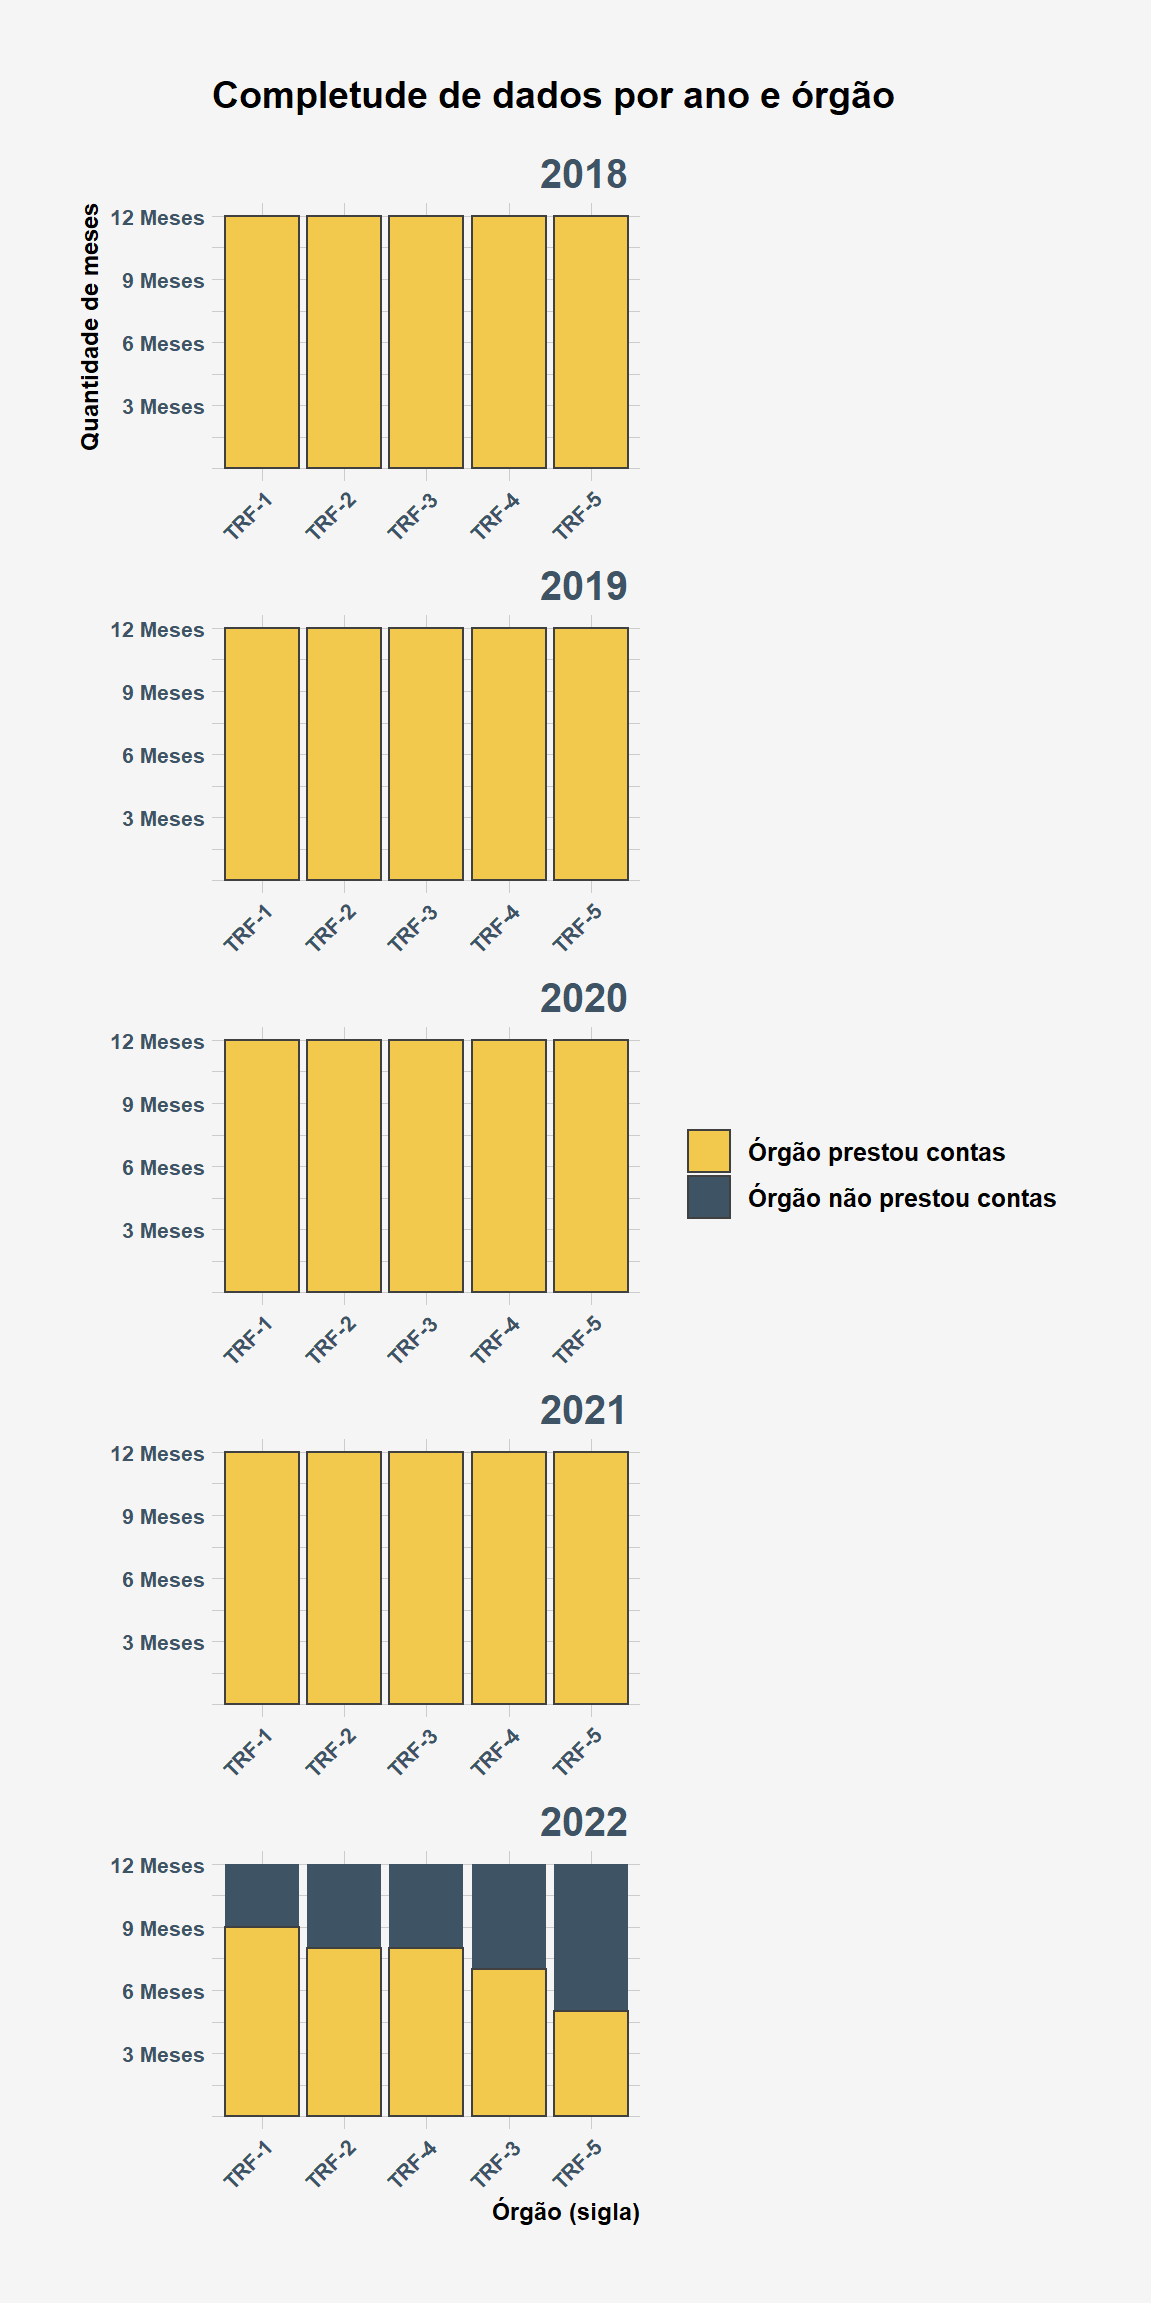 Completude de dados por ano e órgão
Quantidade de meses
2018
12 Meses
9 Meses
6 Meses
3 Meses
TRF-1 TRF-2 TRF-3 TRF-4 TRF-5
2019
12 Meses
9 Meses
6 Meses
3 Meses
TRF-1 TRF-2 TRF-3 TRF-4 TRF-5
2020
12 Meses
9 Meses
6 Meses
3 Meses
TRF-1 TRF-2 TRF-3 TRF-4 TRF-5
Órgão prestou contas
Órgão não prestou contas
2021
12 Meses
9 Meses
6 Meses
3 Meses
TRF-1 TRF-2 TRF-3 TRF-4 TRF-5
2022
12 Meses
9 Meses
6 Meses
3 Meses
TRF-1 TRF-2 TRF-4 TRF-3 TRF-5
Órgão (sigla)